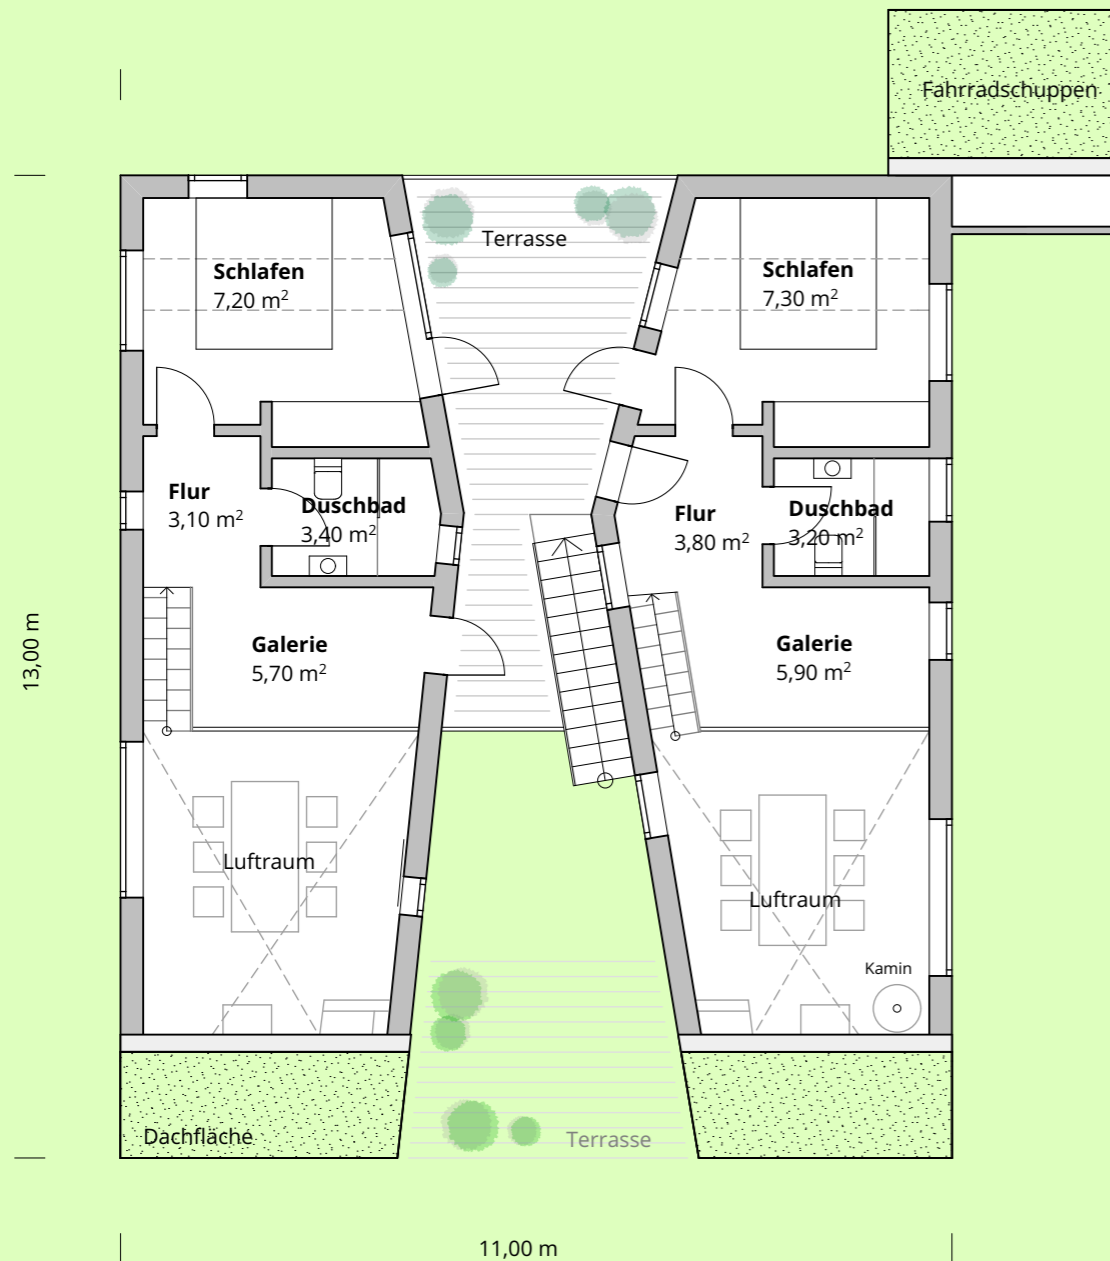 Fahrradschuppen
Terrasse
Schlafen
7,20 m²
Schlafen
7,30 m²
Flur
3,10 m²
Duschbad
3,40 m²
Flur
3,80 m²
Duschbad
3,20 m²
Galerie
5,70 m²
Galerie
5,90 m²
13,00 m
Luftraum
Luftraum
Kamin
Dachfläche
Terrasse
11,00 m